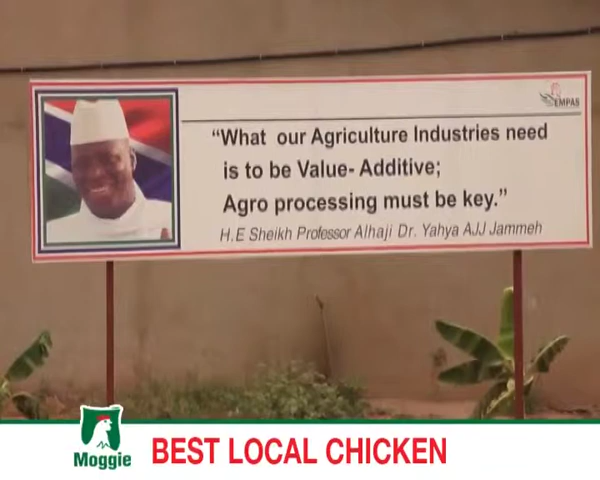 EMPAS
“What our Agriculture Industries need
is to be Value- Additive;
Agro processing must be key.”
H.E Sheikh Professor Alhaji Dr. Yahya AJJ Jammeh
Moggie
BEST LOCAL CHICKEN